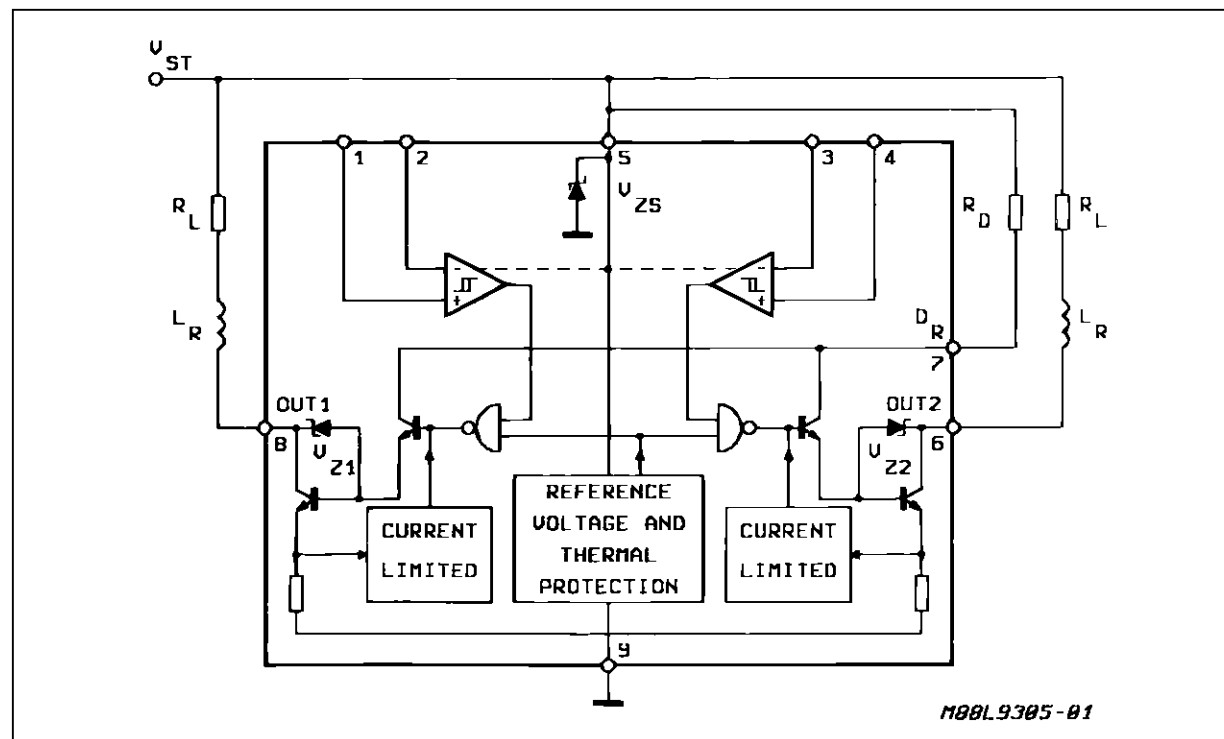 V ST
1 2 5 3 4
V ZS
R L
R D
R L
- -
+ +
L R
D R
L R
7
OUT1
OUT2
8
6
V Z1
V Z2
REFERENCE
VOLTAGE AND
THERMAL
PROTECTION
CURRENT
LIMITED
CURRENT
LIMITED
9
M88L9305-01